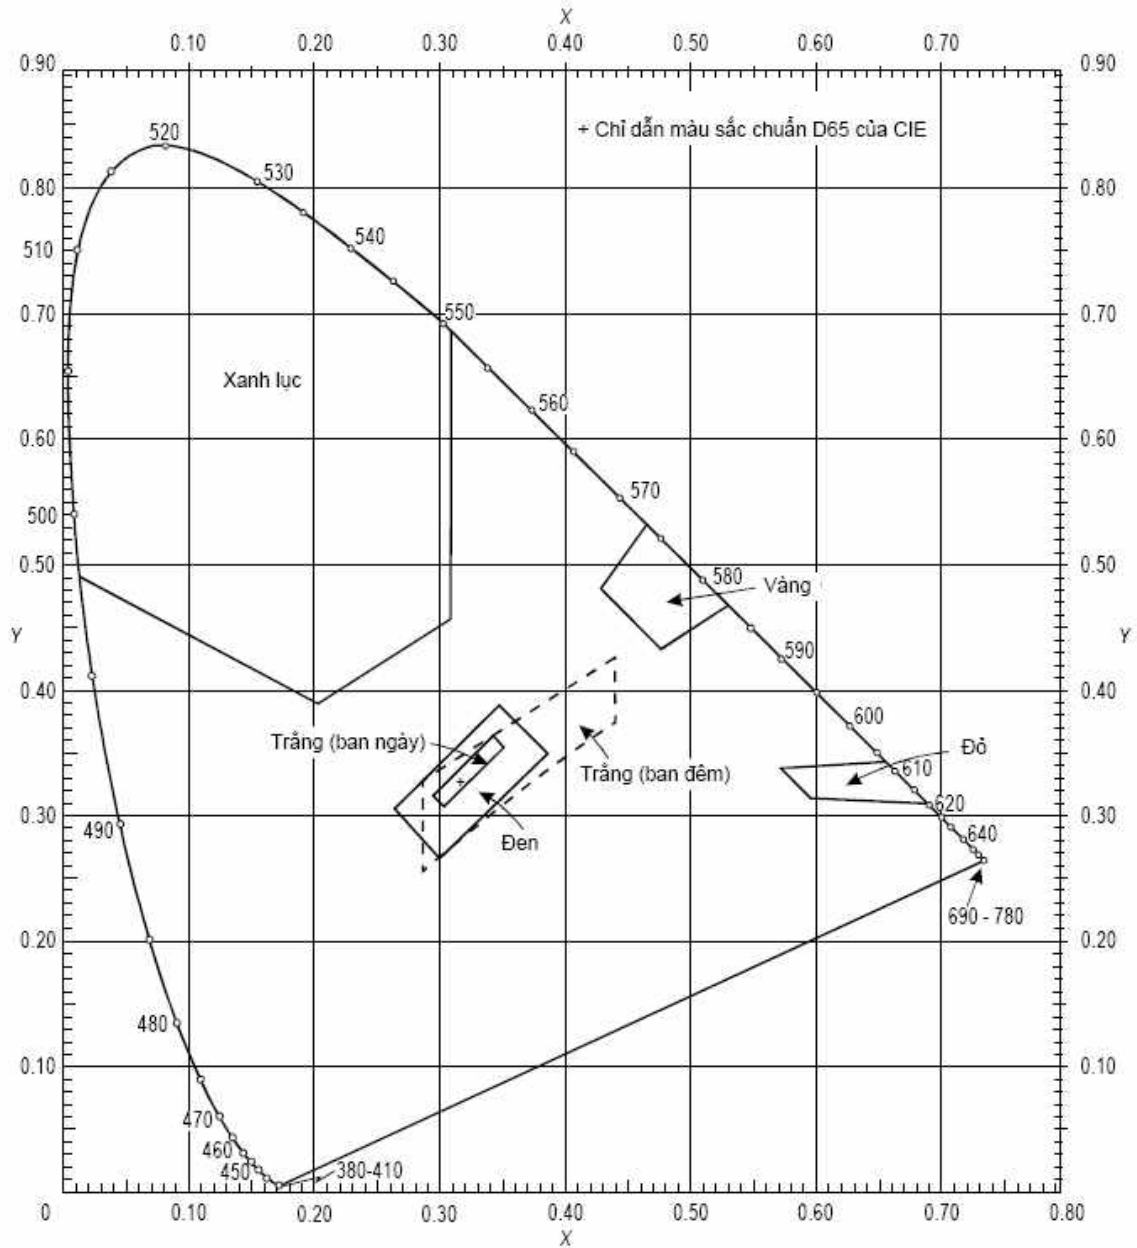 X
0.10 0.20 0.30 0.40 0.50 0.60 0.70
0.90 0.90
+ Chỉ dẫn màu sắc chuẩn D65 của CIE
520
530
0.80 0.80
540
510
550
0.70 0.70
Xanh lục
560
0.60 0.60
570
500
0.50 0.50
580
Vàng
Y Y
590
0.40 0.40
600
Trắng (ban ngày)
Đỏ
Trắng (ban đêm)
610
620
0.30 0.30
490
640
Đen
690 - 780
0.20 0.20
480
0.10 0.10
470
460
450
380-410
0 0.10 0.20 0.30 0.40 0.50 0.60 0.70 0.80
X